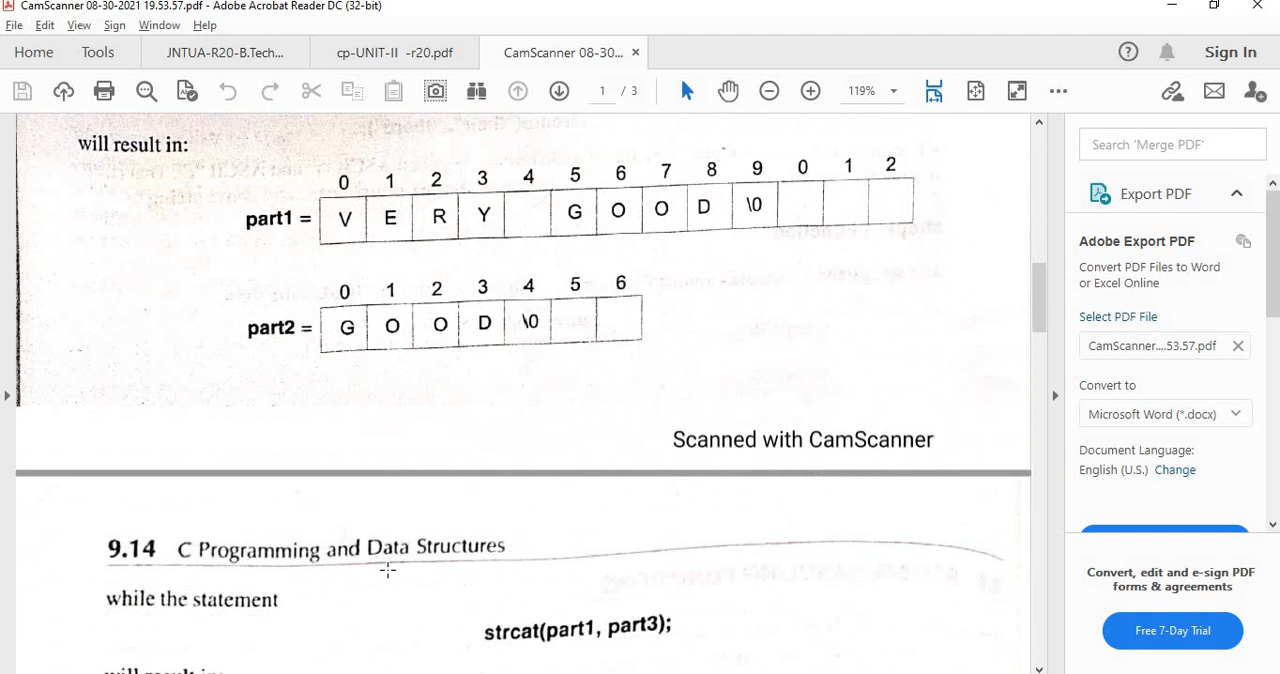 CamScanner 08-30-2021 19.53.57.pdf - Adobe Acrobat Reader DC (32-bit)
File Edit View Sign Window Help
Home Tools JNTUA-R20-B.Tech... cp-UNIT-II -r20.pdf CamScanner 08-30... × Sign In
1 / 3 119%
will result in:
0 1 2 3 4 5 6 7 8 9 0 1 2
part1 = V E R Y G O O D \0
0 1 2 3 4 5 6
part2 = G O O D \0
Scanned with CamScanner
9.14 C Programming and Data Structures
while the statement
strcat(part1, part3);
will result in:
Search 'Merge PDF'
Export PDF
Adobe Export PDF
Convert PDF Files to Word
or Excel Online
Select PDF File
CamScanner....53.57.pdf
Convert to
Microsoft Word (*.docx)
Document Language:
English (U.S.) Change
Convert, edit and e-sign PDF
forms & agreements
Free 7-Day Trial